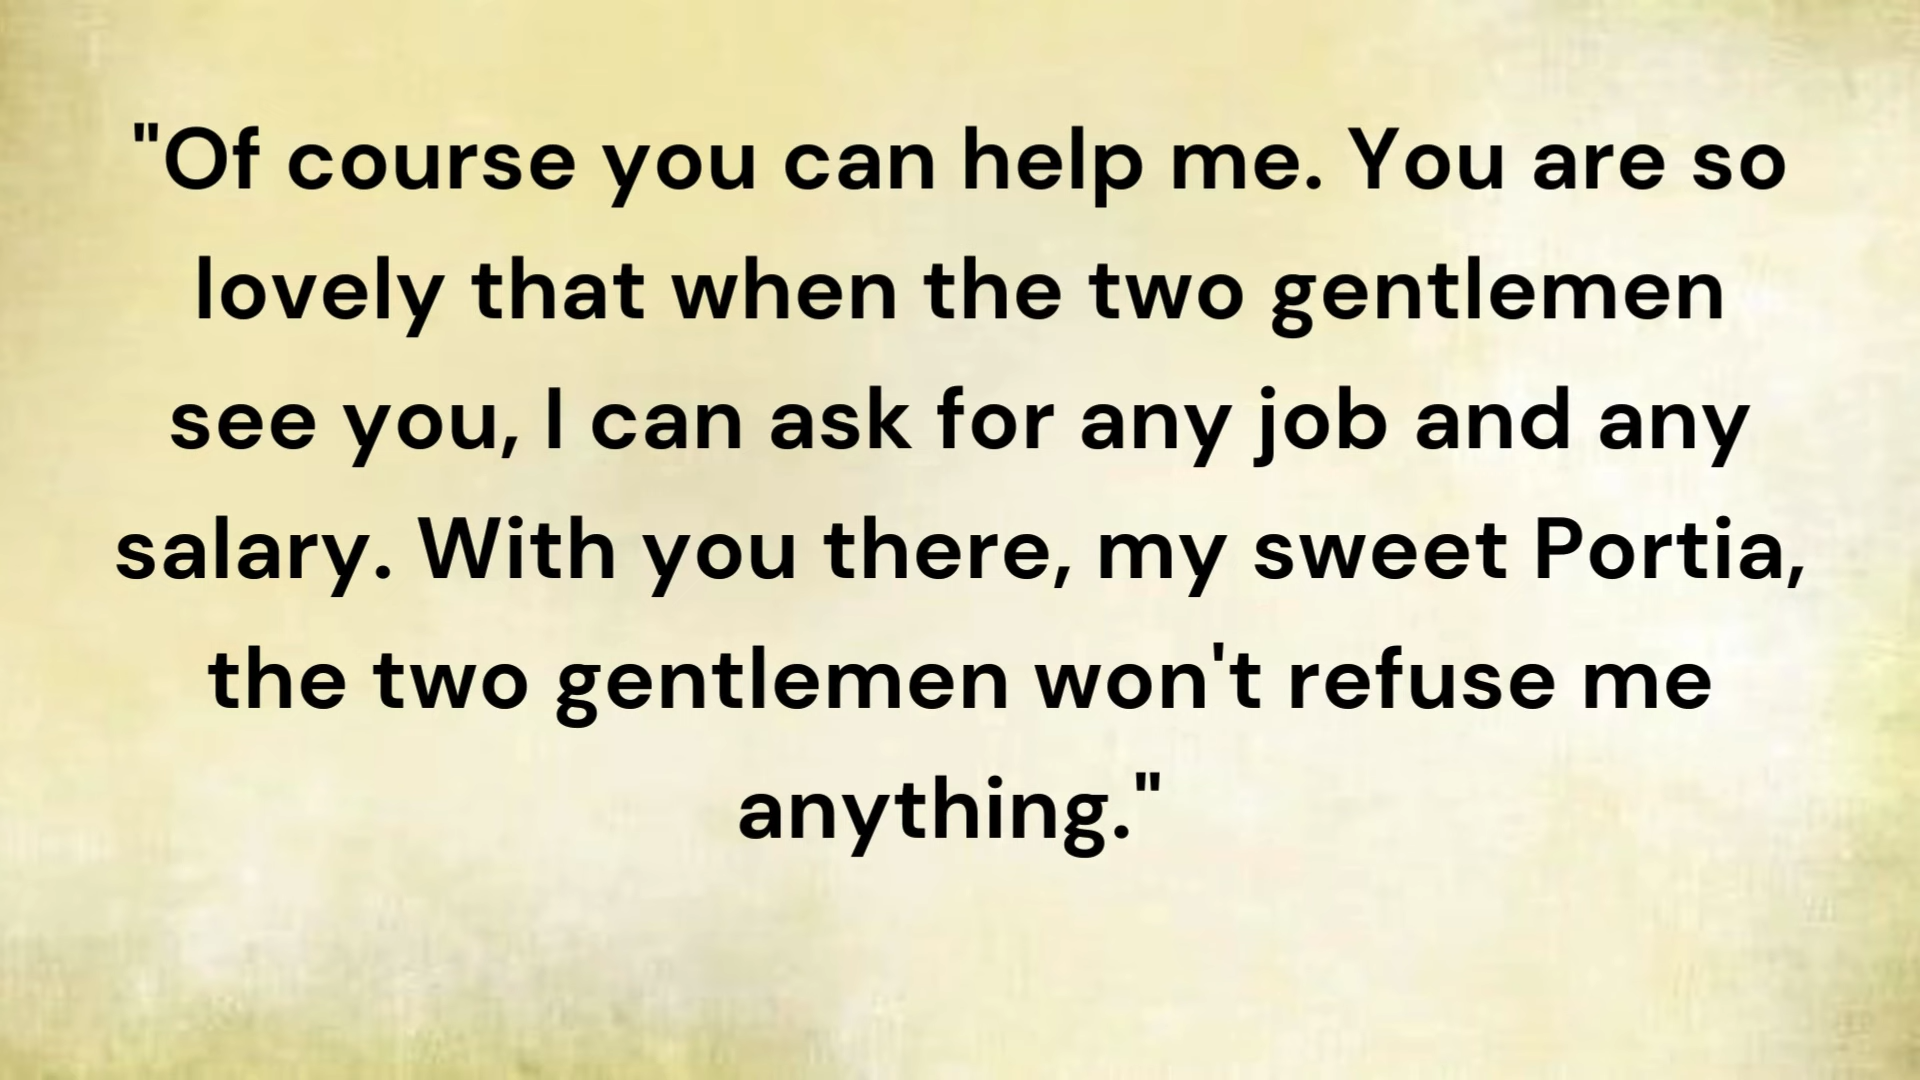 "Of course you can help me. You are so
lovely that when the two gentlemen
see you, I can ask for any job and any
salary. With you there, my sweet Portia,
the two gentlemen won't refuse me
anything."